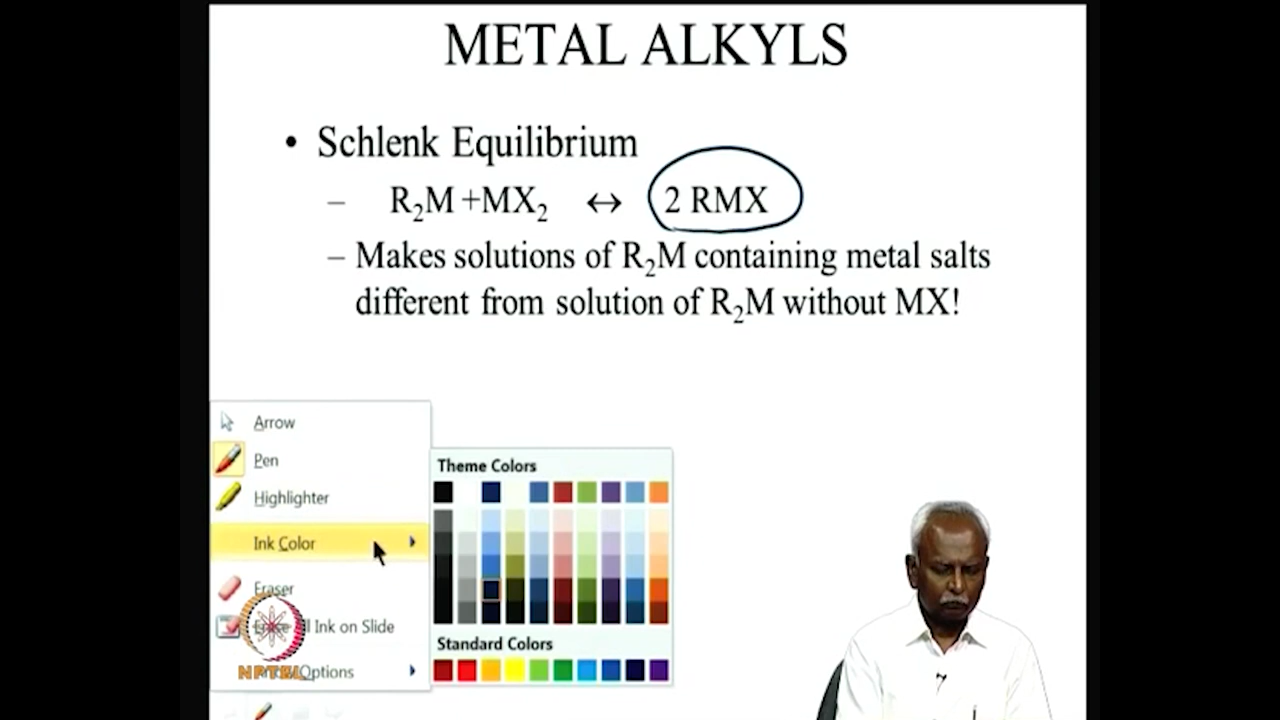 METAL ALKYLS
• Schlenk Equilibrium
– R₂M +MX₂ ↔ 2 RMX
– Makes solutions of R₂M containing metal salts
different from solution of R₂M without MX!
Arrow
Pen
Highlighter
Ink Color
Eraser
All Ink on Slide
Options
Theme Colors
Standard Colors
NPTEL